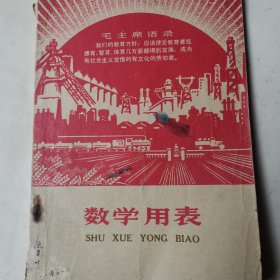 毛主席语录
我们的教育方针，应该使受教育者在
德育、智育、体育几方面都得到发展，成为
有社会主义觉悟的有文化的劳动者。
数学用表
SHU XUE YONG BIAO